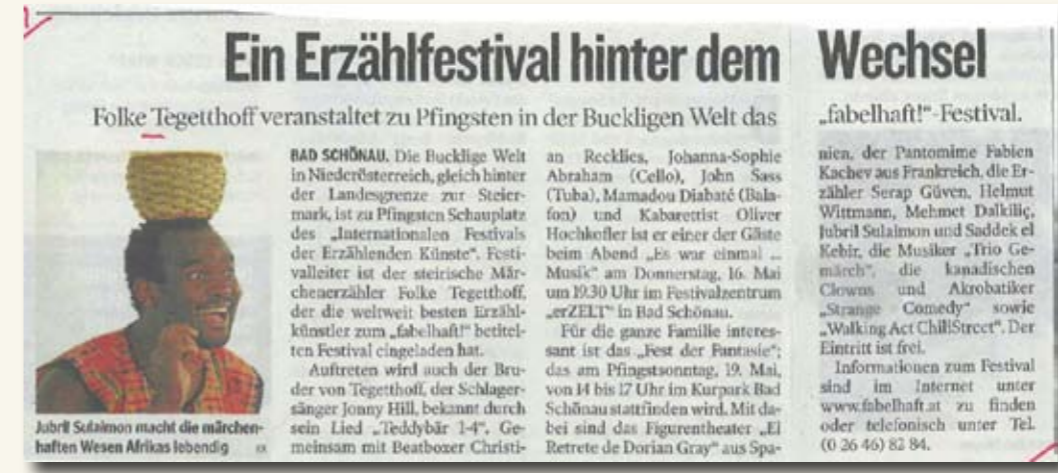 Ein Erzählfestival hinter dem Wechsel
Folke Tegetthoff veranstaltet zu Pfingsten in der Buckligen Welt das „fabelhaft!“-Festival.
Jubril Sulaimon macht die märchen-
haften Wesen Afrikas lebendig
BAD SCHÖNAU. Die Bucklige Welt
in Niederösterreich, gleich hinter
der Landesgrenze zur Steier-
mark, ist zu Pfingsten Schauplatz
des „Internationalen Festivals
der Erzählenden Künste“. Festi-
valleiter ist der steirische Mär-
chenerzähler Folke Tegetthoff,
der die weltweit besten Erzähl-
künstler zum „fabelhaft!“ betitel-
ten Festival eingeladen hat.
Auftreten wird auch der Bru-
der von Tegetthoff, der Schlager-
sänger Jonny Hill, bekannt durch
sein Lied „Teddybär 1-4“. Ge-
meinsam mit Beatboxer Christi-
an Recklies, Johanna-Sophie
Abraham (Cello), John Sass
(Tuba), Mamadou Diabaté (Bala-
fon) und Kabarettist Oliver
Hochkofler ist er einer der Gäste
beim Abend „Es war einmal ...
Musik“ am Donnerstag, 16. Mai
um 19.30 Uhr im Festivalzentrum
„erZELT“ in Bad Schönau.
Für die ganze Familie interes-
sant ist das „Fest der Fantasie“;
das am Pfingstsonntag, 19. Mai,
von 14 bis 17 Uhr im Kurpark Bad
Schönau stattfinden wird. Mit da-
bei sind das Figurentheater „El
Retrete de Dorian Gray“ aus Spa-
nien, der Pantomime Fabien
Kachev aus Frankreich, die Er-
zähler Serap Güven, Helmut
Wittmann, Mehmet Dalkiliç,
Jubril Sulaimon und Saddek el
Kebir, die Musiker „Trio Ge-
märch“, die kanadischen
Clowns und Akrobatiker
„Strange Comedy“ sowie
„Walking Act ChiliStreet“. Der
Eintritt ist frei.
Informationen zum Festival
sind im Internet unter
www.fabelhaft.at zu finden
oder telefonisch unter Tel.
(0 26 46) 82 84.